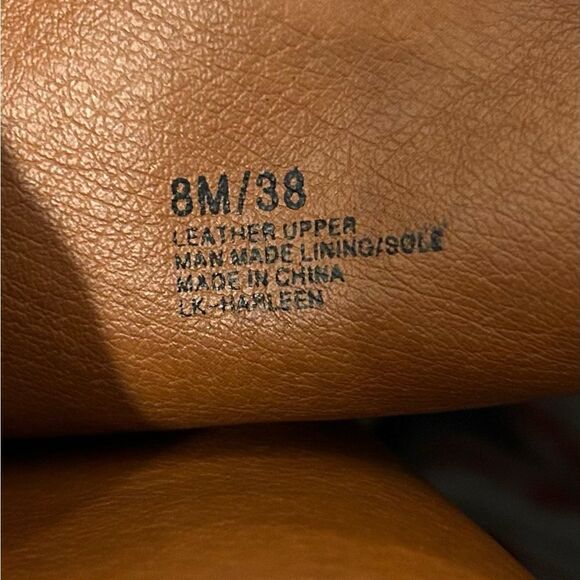 8M/38
LEATHER UPPER
MAN MADE LINING/SOLE
MADE IN CHINA
LK-HARLEEN